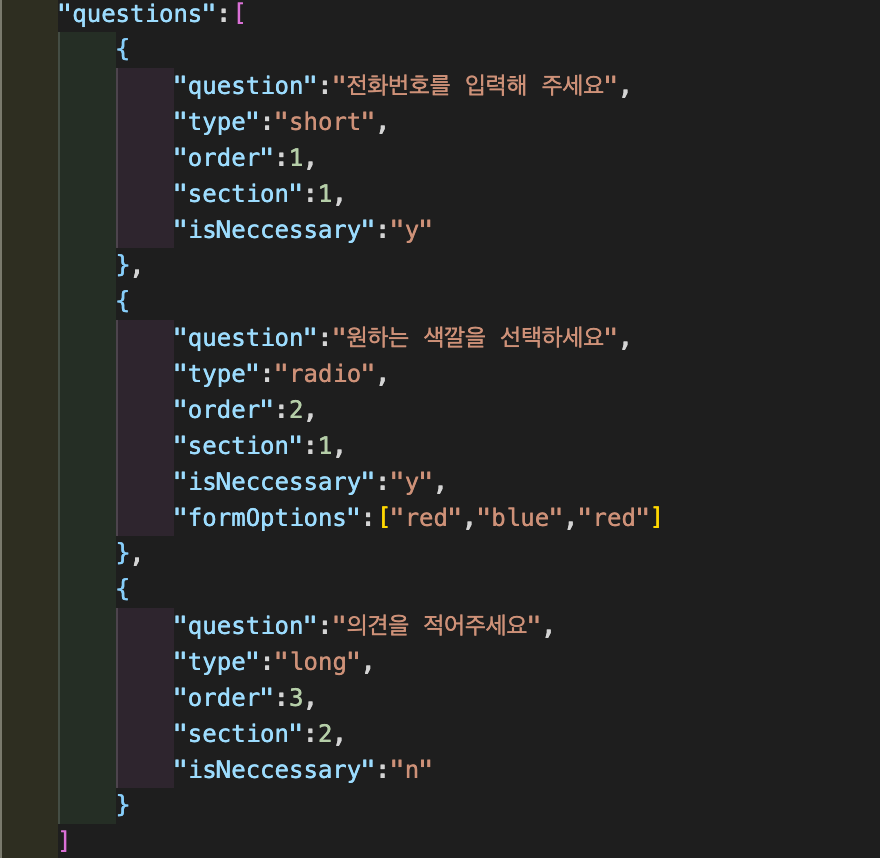 "questions":[
{
"question":"전화번호를 입력해 주세요",
"type":"short",
"order":1,
"section":1,
"isNeccessary":"y"
},
{
"question":"원하는 색깔을 선택하세요",
"type":"radio",
"order":2,
"section":1,
"isNeccessary":"y",
"formOptions":["red","blue","red"]
},
{
"question":"의견을 적어주세요",
"type":"long",
"order":3,
"section":2,
"isNeccessary":"n"
}
]